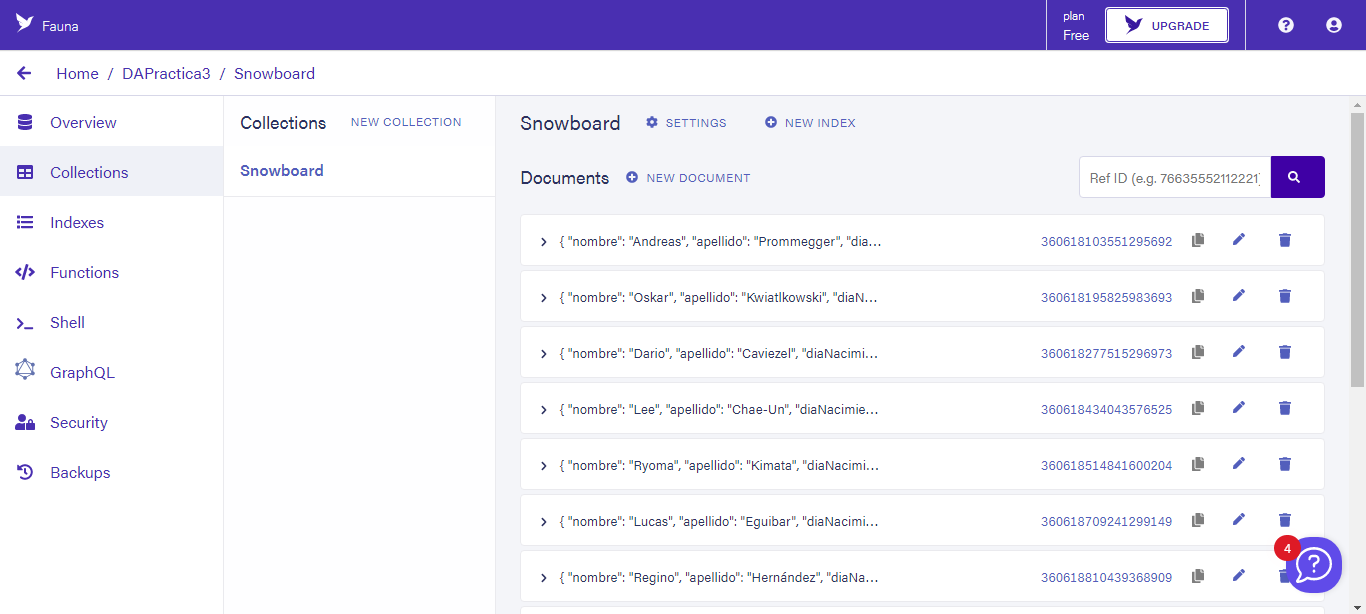 Fauna
plan
Free
UPGRADE
Home / DAPractica3 / Snowboard
Overview
Collections
Indexes
Functions
Shell
GraphQL
Security
Backups
Collections NEW COLLECTION
Snowboard
Snowboard SETTINGS NEW INDEX
Documents NEW DOCUMENT
Ref ID (e.g. 76635552112221
{ "nombre": "Andreas", "apellido": "Prommegger", "dia... 360618103551295692
{ "nombre": "Oskar", "apellido": "Kwiatlkowski", "diaN... 360618195825983693
{ "nombre": "Dario", "apellido": "Caviezel", "diaNacimi... 360618277515296973
{ "nombre": "Lee", "apellido": "Chae-Un", "diaNacimie... 360618434043576525
{ "nombre": "Ryoma", "apellido": "Kimata", "diaNacimi... 360618514841600204
{ "nombre": "Lucas", "apellido": "Eguibar", "diaNacimi... 360618709241299149
{ "nombre": "Regino", "apellido": "Hernández", "diaNa... 360618810439368909
4